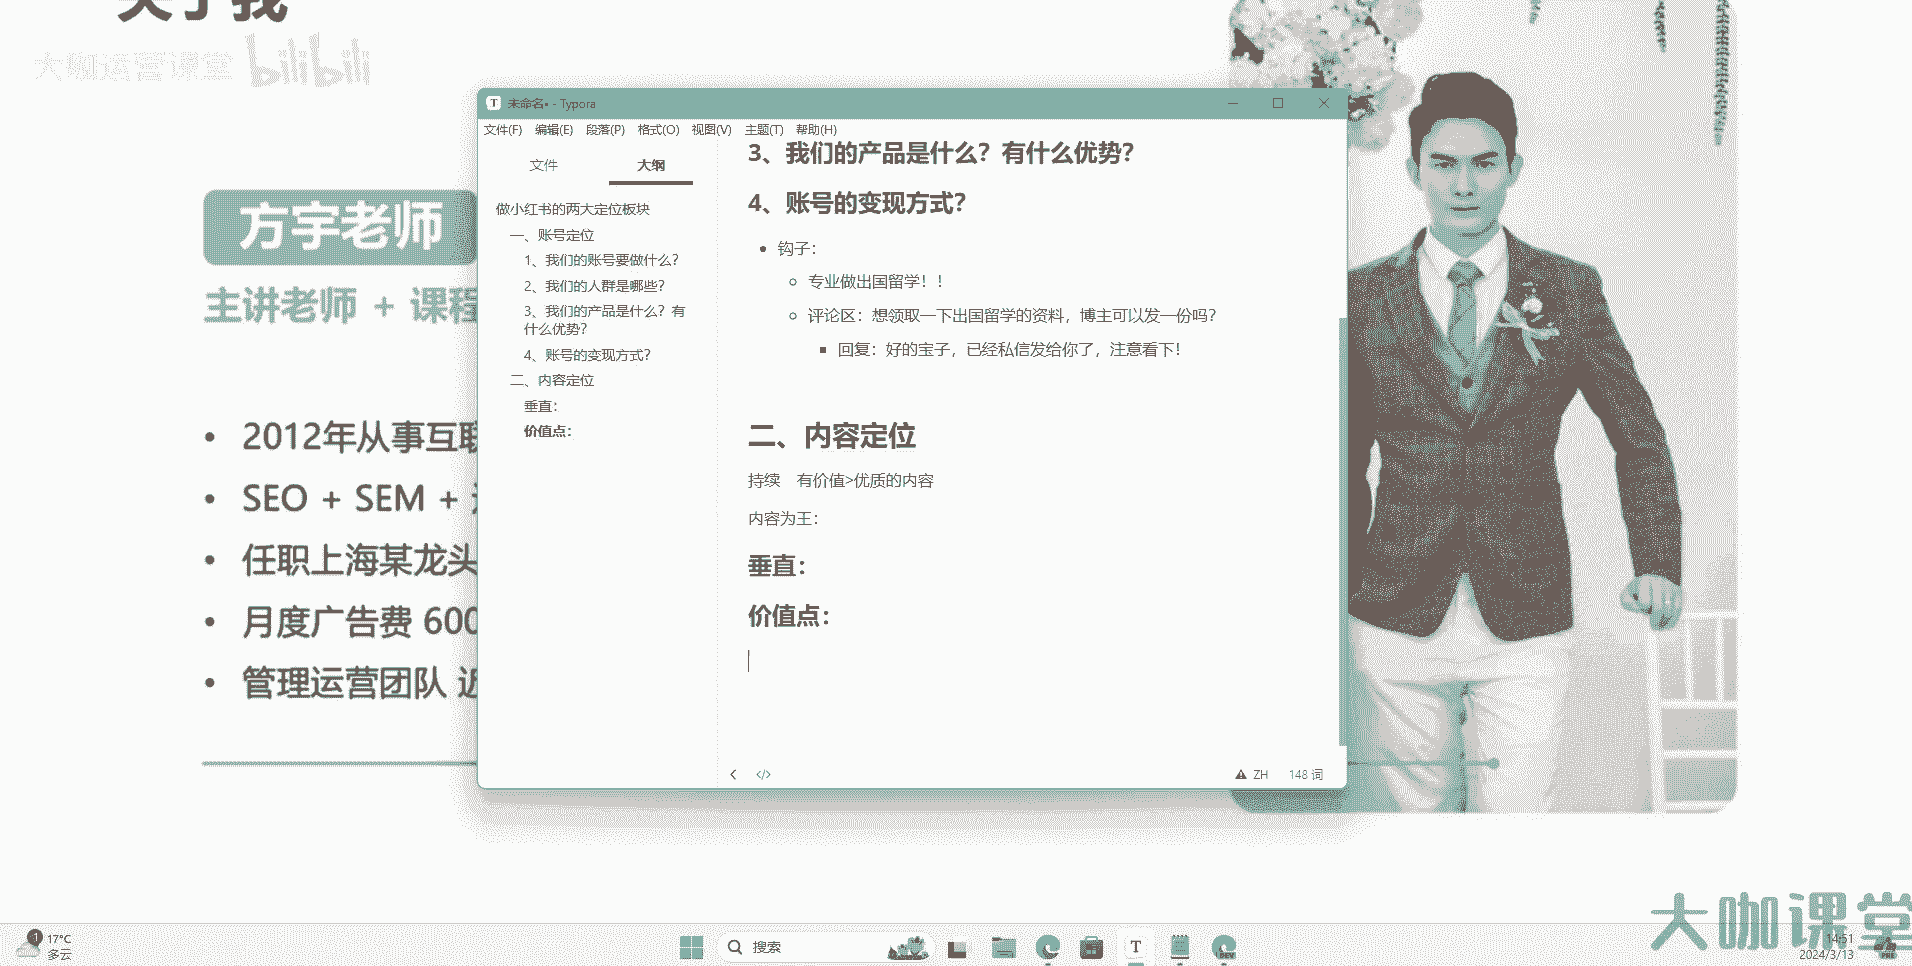 关于我
大咖运营课堂 bilibili
方宇老师
主讲老师 + 课程
• 2012年从事互联
• SEO + SEM +
• 任职上海某龙头
• 月度广告费 600
• 管理运营团队 近
未命名• - Typora
文件(F) 编辑(E) 段落(P) 格式(O) 视图(V) 主题(T) 帮助(H)
文件 大纲
做小红书的两大定位板块
一、账号定位
1、我们的账号要做什么？
2、我们的人群是哪些？
3、我们的产品是什么？有
什么优势？
4、账号的变现方式？
二、内容定位
垂直：
价值点：
3、我们的产品是什么？有什么优势？
4、账号的变现方式？
• 钩子：
专业做出国留学！！
评论区：想领取一下出国留学的资料，博主可以发一份吗？
回复：好的宝子，已经私信发给你了，注意看下！
二、内容定位
持续 有价值>优质的内容
内容为王：
垂直：
价值点：
</> ZH 148 词
大咖课堂
1
17°C
多云
搜索
T
DEV
14:51
2024/3/13
PRE